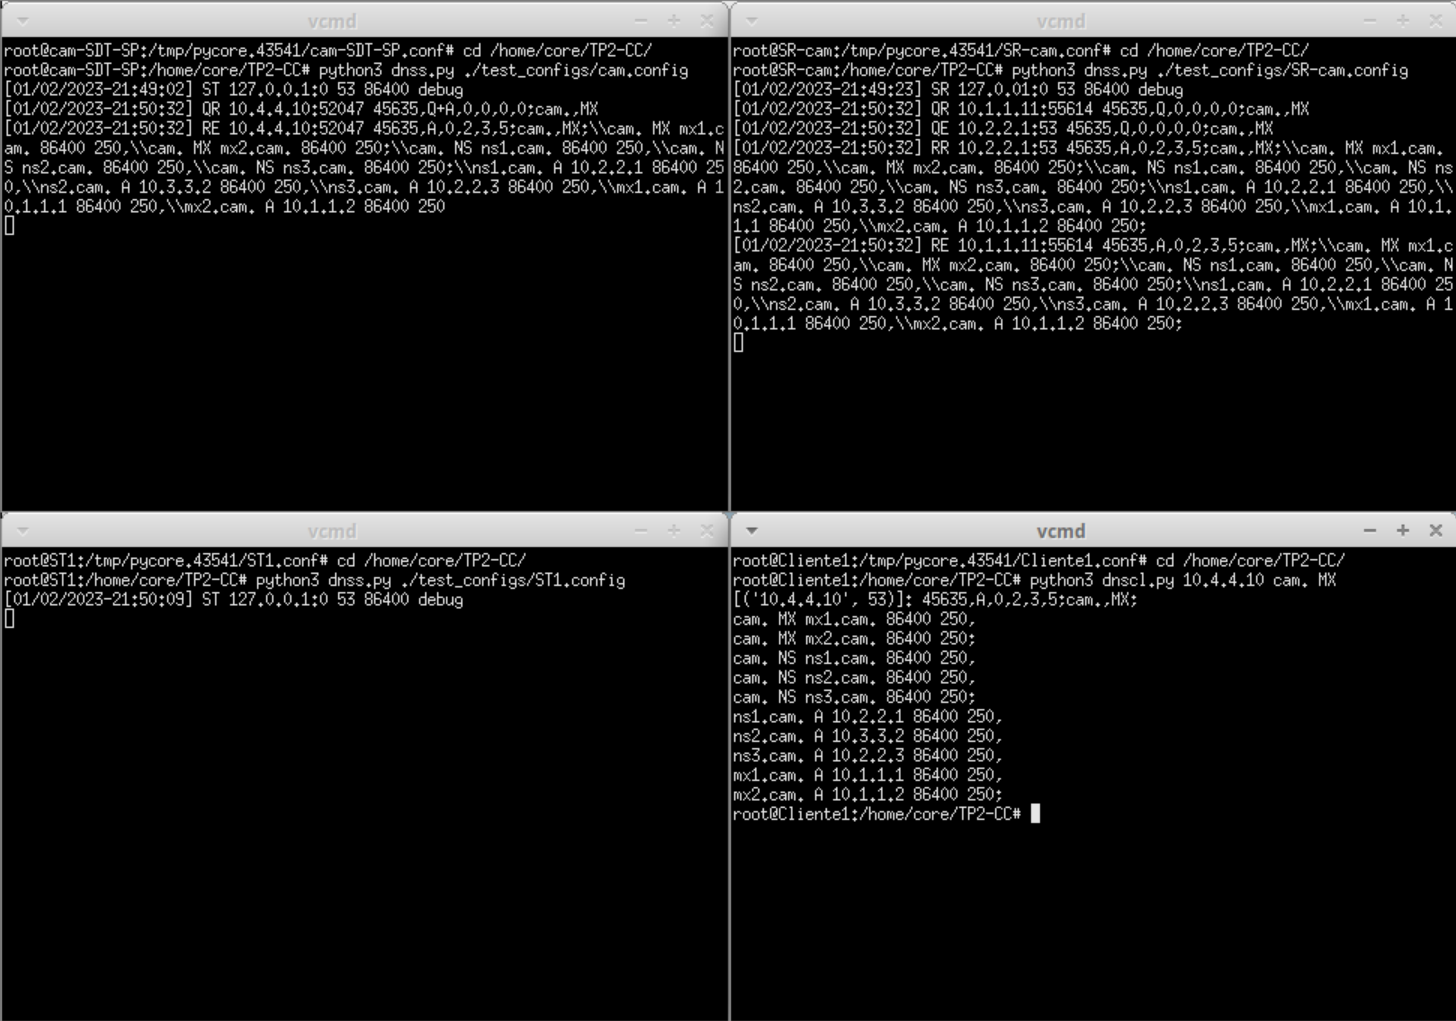 vcmd
root@cam-SDT-SP:/tmp/pycore.43541/cam-SDT-SP.conf# cd /home/core/TP2-CC/
root@cam-SDT-SP:/home/core/TP2-CC# python3 dnss.py ./test_configs/cam.config
[01/02/2023-21:49:02] ST 127.0.0.1:0 53 86400 debug
[01/02/2023-21:50:32] QR 10.4.4.10:52047 45635,Q+A,0,0,0,0;cam.,MX
[01/02/2023-21:50:32] RE 10.4.4.10:52047 45635,A,0,2,3,5;cam.,MX;\\cam. MX mx1.c
am. 86400 250,\\cam. MX mx2.cam. 86400 250;\\cam. NS ns1.cam. 86400 250,\\cam. N
S ns2.cam. 86400 250,\\cam. NS ns3.cam. 86400 250;\\ns1.cam. A 10.2.2.1 86400 25
0,\\ns2.cam. A 10.3.3.2 86400 250,\\ns3.cam. A 10.2.2.3 86400 250,\\mx1.cam. A 1
0.1.1.1 86400 250,\\mx2.cam. A 10.1.1.2 86400 250
vcmd
root@SR-cam:/tmp/pycore.43541/SR-cam.conf# cd /home/core/TP2-CC/
root@SR-cam:/home/core/TP2-CC# python3 dnss.py ./test_configs/SR-cam.config
[01/02/2023-21:49:23] SR 127.0.01:0 53 86400 debug
[01/02/2023-21:50:32] QR 10.1.1.11:55614 45635,Q,0,0,0,0;cam.,MX
[01/02/2023-21:50:32] QE 10.2.2.1:53 45635,Q,0,0,0,0;cam.,MX
[01/02/2023-21:50:32] RR 10.2.2.1:53 45635,A,0,2,3,5;cam.,MX;\\cam. MX mx1.cam.
86400 250,\\cam. MX mx2.cam. 86400 250;\\cam. NS ns1.cam. 86400 250,\\cam. NS ns
2.cam. 86400 250,\\cam. NS ns3.cam. 86400 250;\\ns1.cam. A 10.2.2.1 86400 250,\\
ns2.cam. A 10.3.3.2 86400 250,\\ns3.cam. A 10.2.2.3 86400 250,\\mx1.cam. A 10.1.
1.1 86400 250,\\mx2.cam. A 10.1.1.2 86400 250;
[01/02/2023-21:50:32] RE 10.1.1.11:55614 45635,A,0,2,3,5;cam.,MX;\\cam. MX mx1.c
am. 86400 250,\\cam. MX mx2.cam. 86400 250;\\cam. NS ns1.cam. 86400 250,\\cam. N
S ns2.cam. 86400 250,\\cam. NS ns3.cam. 86400 250;\\ns1.cam. A 10.2.2.1 86400 25
0,\\ns2.cam. A 10.3.3.2 86400 250,\\ns3.cam. A 10.2.2.3 86400 250,\\mx1.cam. A 1
0.1.1.1 86400 250,\\mx2.cam. A 10.1.1.2 86400 250;
vcmd
root@ST1:/tmp/pycore.43541/ST1.conf# cd /home/core/TP2-CC/
root@ST1:/home/core/TP2-CC# python3 dnss.py ./test_configs/ST1.config
[01/02/2023-21:50:09] ST 127.0.0.1:0 53 86400 debug
vcmd
root@Cliente1:/tmp/pycore.43541/Cliente1.conf# cd /home/core/TP2-CC/
root@Cliente1:/home/core/TP2-CC# python3 dnscl.py 10.4.4.10 cam. MX
[('10.4.4.10', 53)]: 45635,A,0,2,3,5;cam.,MX;
cam. MX mx1.cam. 86400 250,
cam. MX mx2.cam. 86400 250;
cam. NS ns1.cam. 86400 250,
cam. NS ns2.cam. 86400 250,
cam. NS ns3.cam. 86400 250;
ns1.cam. A 10.2.2.1 86400 250,
ns2.cam. A 10.3.3.2 86400 250,
ns3.cam. A 10.2.2.3 86400 250,
mx1.cam. A 10.1.1.1 86400 250,
mx2.cam. A 10.1.1.2 86400 250;
root@Cliente1:/home/core/TP2-CC#